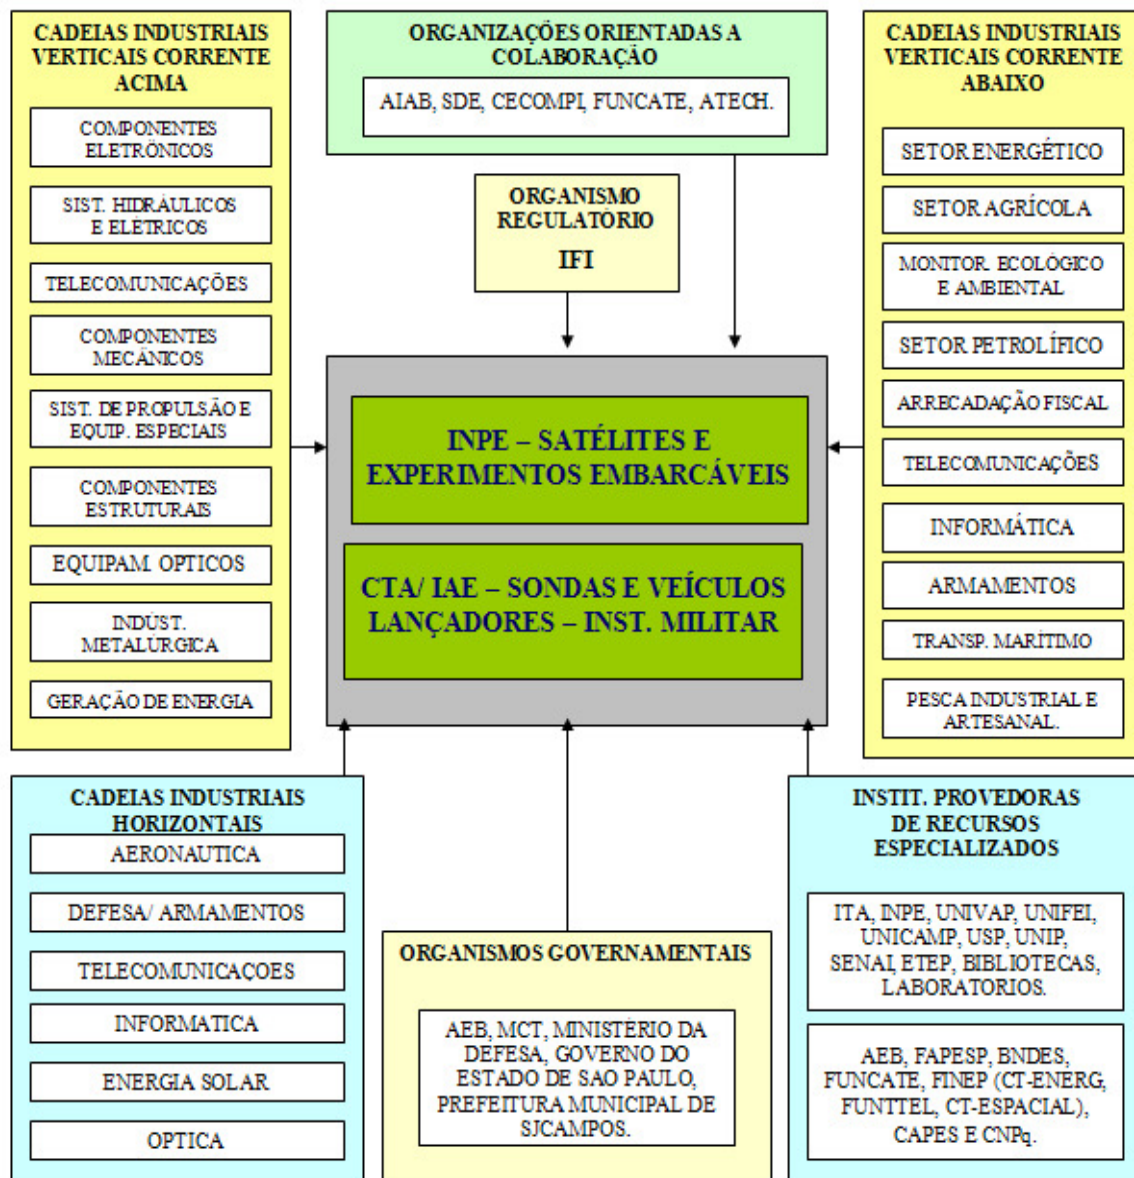 CADEIAS INDUSTRIAIS
VERTICAIS CORRENTE
ACIMA
COMPONENTES
ELETRÔNICOS
SIST. HIDRÁULICOS
E ELÉTRICOS
TELECOMUNICAÇÕES
COMPONENTES
MECÂNICOS
SIST. DE PROPULSÃO E
EQUIP. ESPECIAIS
COMPONENTES
ESTRUTURAIS
EQUIPAM. OPTICOS
INDÚST.
METALÚRGICA
GERAÇÃO DE ENERGIA
ORGANIZAÇÕES ORIENTADAS A
COLABORAÇÃO
AIAB, SDE, CECOMPI, FUNCATE, ATECH.
ORGANISMO
REGULATÓRIO
IFI
INPE – SATÉLITES E
EXPERIMENTOS EMBARCÁVEIS
CTA/ IAE – SONDAS E VEÍCULOS
LANÇADORES – INST. MILITAR
CADEIAS INDUSTRIAIS
VERTICAIS CORRENTE
ABAIXO
SETOR ENERGÉTICO
SETOR AGRÍCOLA
MONITOR. ECOLÓGICO
E AMBIENTAL
SETOR PETROLÍFICO
ARRECADAÇÃO FISCAL
TELECOMUNICAÇÕES
INFORMÁTICA
ARMAMENTOS
TRANSP. MARÍTIMO
PESCA INDUSTRIAL E
ARTESANAL.
CADEIAS INDUSTRIAIS
HORIZONTAIS
AERONAUTICA
DEFESA/ ARMAMENTOS
TELECOMUNICAÇOES
INFORMATICA
ENERGIA SOLAR
OPTICA
ORGANISMOS GOVERNAMENTAIS
AEB, MCT, MINISTÉRIO DA
DEFESA, GOVERNO DO
ESTADO DE SAO PAULO,
PREFEITURA MUNICIPAL DE
SJCAMPOS.
INSTIT. PROVEDORAS
DE RECURSOS
ESPECIALIZADOS
ITA, INPE, UNIVAP, UNIFEI,
UNICAMP, USP, UNIP,
SENAI, ETEP, BIBLIOTECAS,
LABORATORIOS.
AEB, FAPESP, BNDES,
FUNCATE, FINEP (CT-ENERG,
FUNTTEL, CT-ESPACIAL),
CAPES E CNPq.